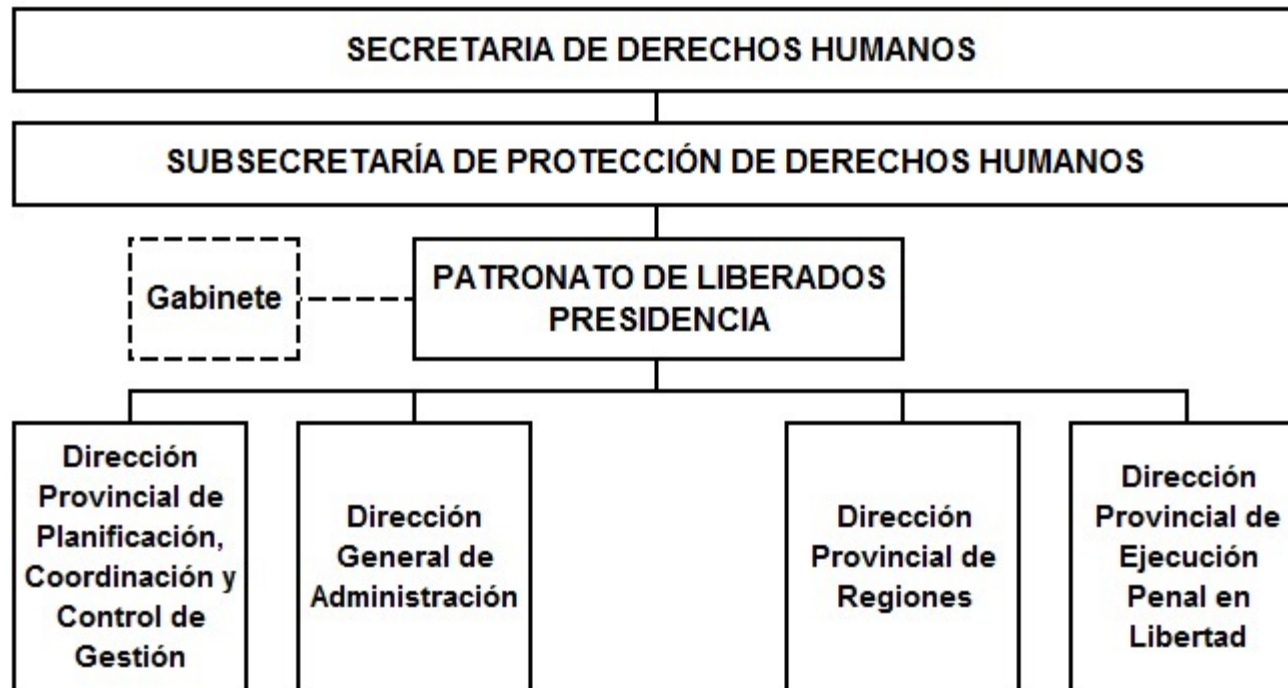 SECRETARIA DE DERECHOS HUMANOS
SUBSECRETARÍA DE PROTECCIÓN DE DERECHOS HUMANOS
Gabinete
PATRONATO DE LIBERADOS
PRESIDENCIA
Dirección
Provincial de
Planificación,
Coordinación y
Control de
Gestión
Dirección
General de
Administración
Dirección
Provincial de
Regiones
Dirección
Provincial de
Ejecución
Penal en
Libertad